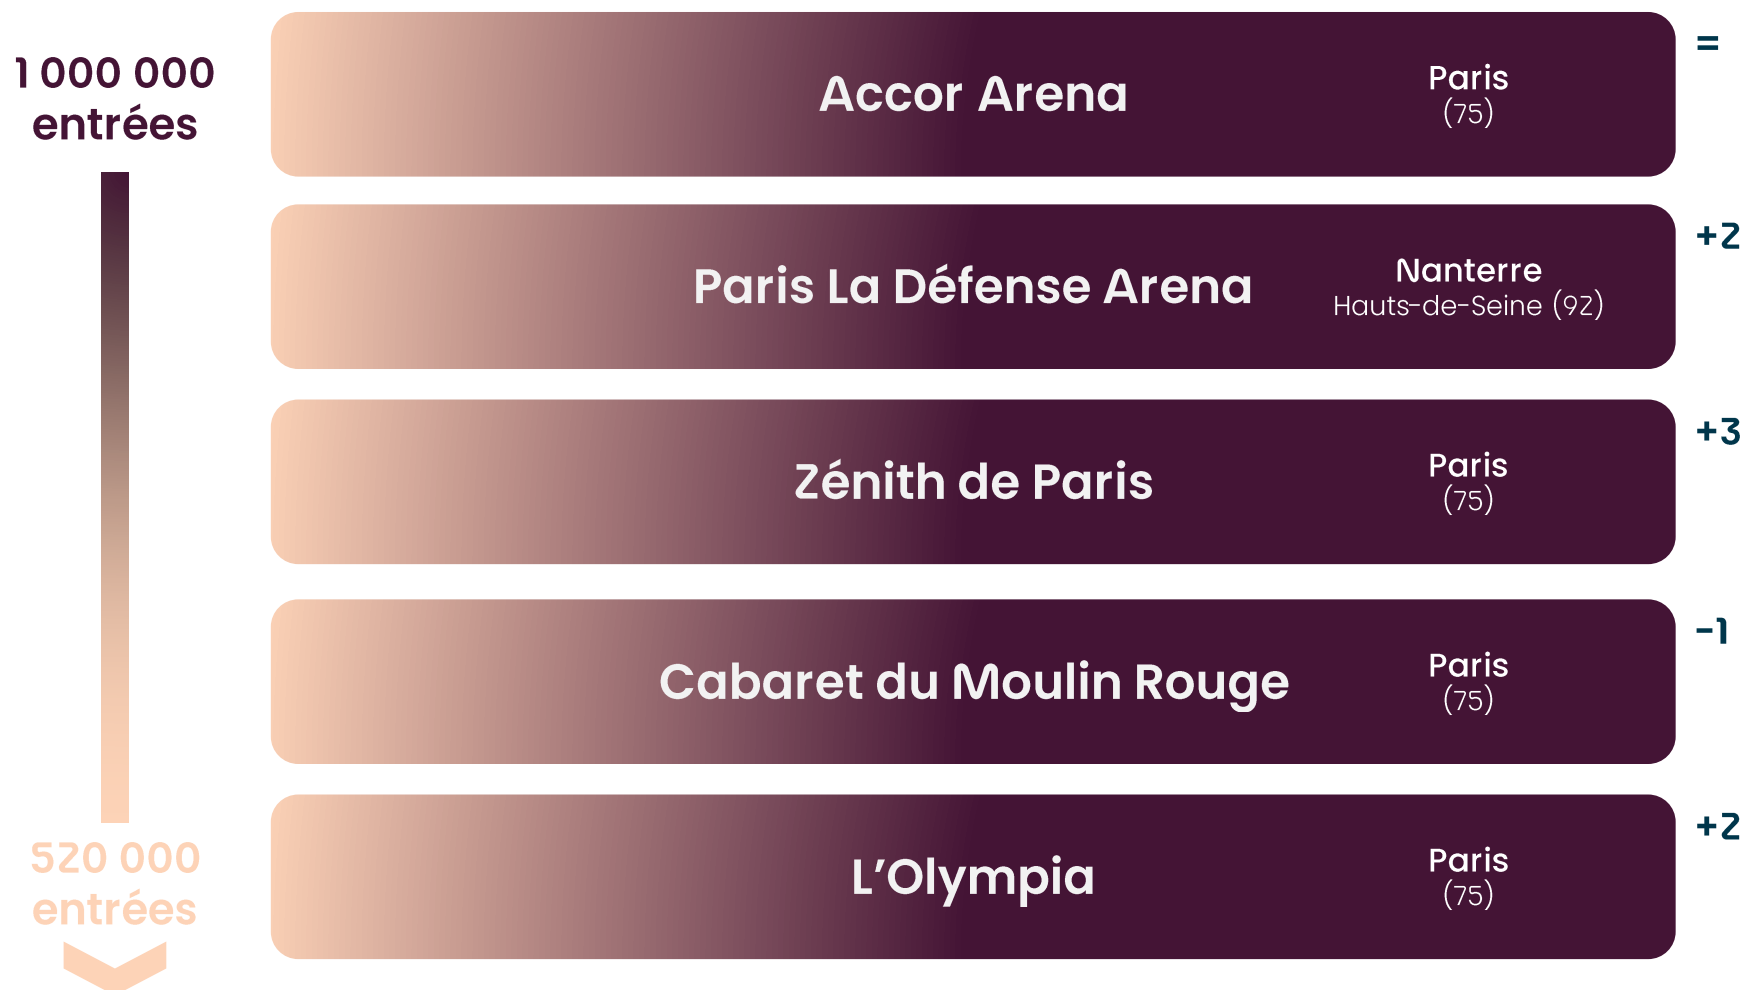 1 000 000
entrées
Accor Arena
Paris
(75)
=
Paris La Défense Arena
Nanterre
Hauts-de-Seine (92)
+2
Zénith de Paris
Paris
(75)
+3
Cabaret du Moulin Rouge
Paris
(75)
-1
L’Olympia
Paris
(75)
+2
520 000
entrées